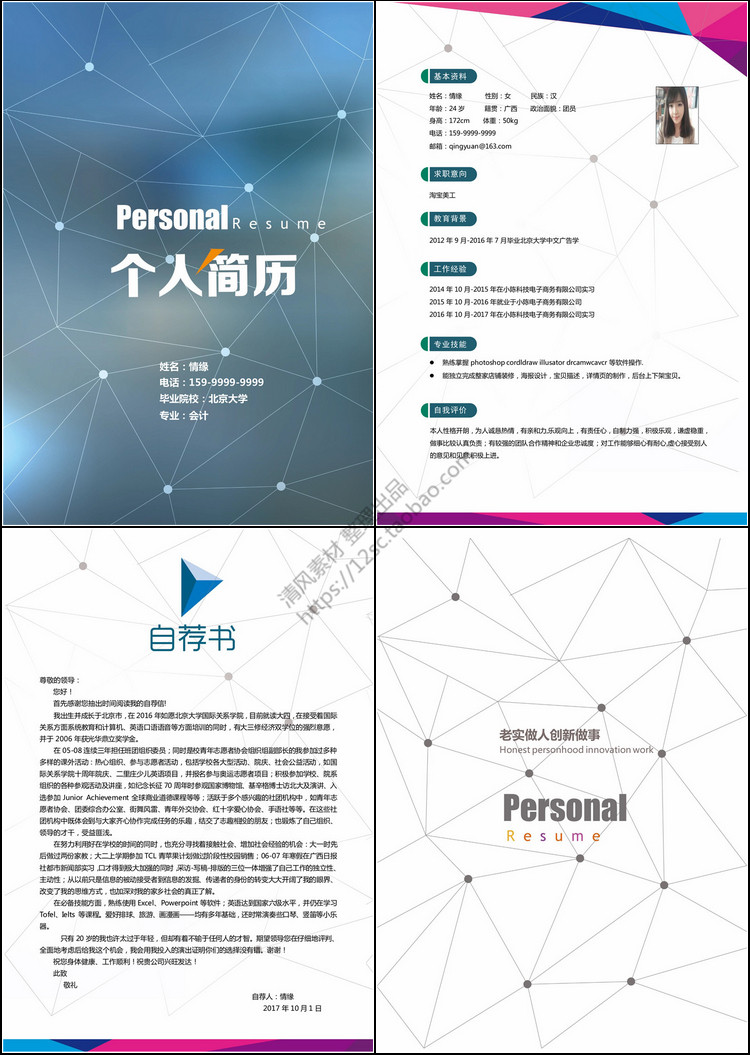 Personal Resume
个人简历
姓名：情缘
电话：159-9999-9999
毕业院校：北京大学
专业：会计
基本资料
姓名：情缘 性别：女 民族：汉
年龄：24 岁 籍贯：广西 政治面貌：团员
身高：172cm 体重：50kg
电话：159-9999-9999
邮箱：qingyuan@163.com
求职意向
淘宝美工
教育背景
2012 年 9 月-2016 年 7 月毕业北京大学中文广告学
工作经验
2014 年 10 月-2015 年在小陈科技电子商务有限公司实习
2015 年 10 月-2016 年就业于小陈电子商务有限公司
2016 年 10 月-2017 年在小陈科技电子商务有限公司实习
专业技能
● 熟练掌握 photoshop cordldraw illusator drcamwcavcr 等软件操作.
● 能独立完成整家店铺装修，海报设计，宝贝描述，详情页的制作，后台上下架宝贝。
自我评价
本人性格开朗，为人诚恳热情，有亲和力,乐观向上，有责任心，自制力强，积极乐观，谦虚稳重，
做事比较认真负责；有较强的团队合作精神和企业忠诚度；对工作能够细心有耐心,虚心接受别人
的意见和见意,积极上进。
清风素材 整理出品
https://12sc.taobao.com
自荐书
尊敬的领导：
您好！
首先感谢您抽出时间阅读我的自荐信!
我出生并成长于北京市，在 2016 年如愿北京大学国际关系学院，目前就读大四，在接受着国际
关系方面系统教育和计算机、英语口语语音等方面培训的同时，有大三修经济双学位的强烈意愿，
并于 2006 年获光华鼎立奖学金。
在 05-08 连续三年担任班团组织委员；同时是校青年志愿者协会组织组副部长的我参加过多种
多样的课外活动：热心组织、参与志愿者活动，包括学校各大型活动、院庆、社会公益活动，如国
际关系学院十周年院庆、二里庄少儿英语项目，并报名参与奥运志愿者项目；积极参加学校、院系
组织的各种参观活动及讲座，如纪念长征 70 周年时参观国家博物馆、基辛格博士访北大及演讲、入
选参加 Junior Achievement 全球商业道德课程等等；活跃于多个感兴趣的社团机构中，如青年志
愿者协会、团委综合办公室、街舞风雷、青年外交协会、红十字爱心协会、手语社等等。在这些社
团机构中既体会到与大家齐心协作完成任务的乐趣，结交了志趣相投的朋友；也锻炼了自己组织、
领导的才干，受益匪浅。
在努力利用好在学校的时间的同时，也充分寻找着接触社会、增加社会经验的机会：大一时先
后做过两份家教；大二上学期参加 TCL 青苹果计划做过阶段性校园销售；06-07 年寒假在广西日报
社都市新闻部实习,口才得到极大加强的同时,采访-写稿-排版的三位一体增强了自己工作的独立性、
主动性；从以前只是信息的被动接受者到信息的发掘、传递者的身份的转变大大开阔了我的眼界、
改变了我的思维方式，也加深对我的家乡社会的真正了解。
在必备技能方面，熟练使用 Excel、Powerpoint 等软件；英语达到国家六级水平，并仍在学习
Tofel、Ielts 等课程。爱好排球、旅游、画漫画——均有多年基础，还时常演奏些口琴、竖笛等小乐
器。
只有 20 岁的我也许太过于年轻，但却有着不输于任何人的才智。期望领导您在仔细地评判、
全面地考虑后给我这个机会，我会用我投入的演出证明你们的选择没有错。谢谢！
祝您身体健康、工作顺利！祝贵公司兴旺发达！
此致
敬礼
自荐人：情缘
2017 年 10 月 1 日
老实做人创新做事
Honest personhood innovation work
Personal
Resume